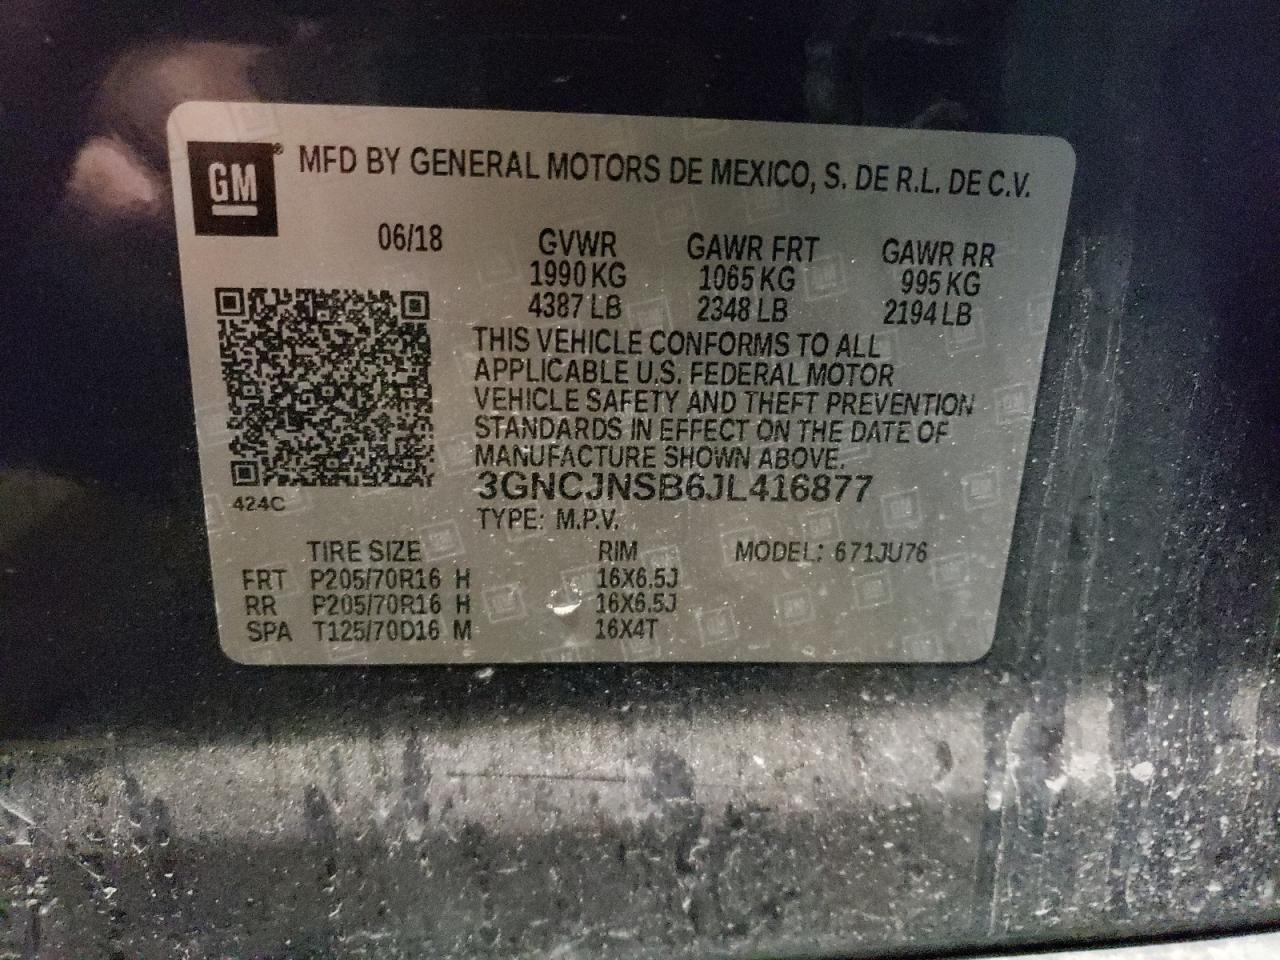 GM® MFD BY GENERAL MOTORS DE MEXICO, S. DE R.L. DE C.V.
06/18 GVWR GAWR FRT GAWR RR
1990 KG 1065 KG 995 KG
4387 LB 2348 LB 2194 LB
THIS VEHICLE CONFORMS TO ALL
APPLICABLE U.S. FEDERAL MOTOR
VEHICLE SAFETY AND THEFT PREVENTION
STANDARDS IN EFFECT ON THE DATE OF
MANUFACTURE SHOWN ABOVE.
3GNCJNSB6JL416877
424C
TYPE: M.P.V.
TIRE SIZE RIM MODEL: 671JU76
FRT P205/70R16 H 16X6.5J
RR P205/70R16 H 16X6.5J
SPA T125/70D16 M 16X4T